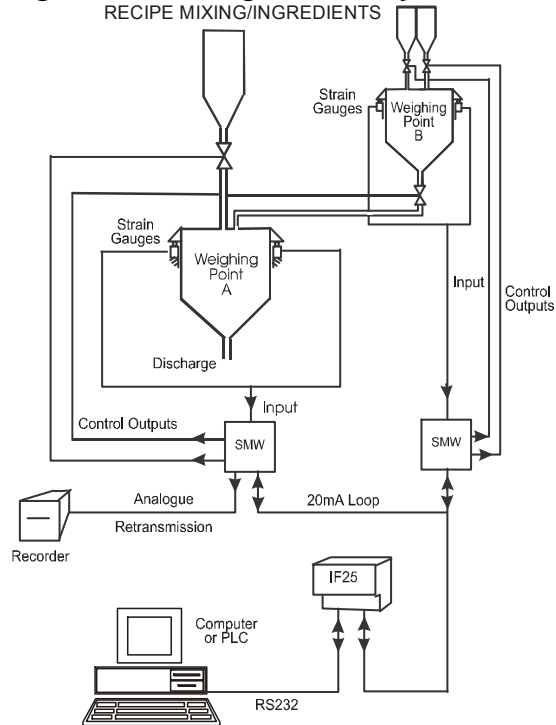 RECIPE MIXING/INGREDIENTS
Strain
Gauges
Weighing
Point
B
Strain
Gauges
Weighing
Point
A
Input
Control
Outputs
Discharge
Input
Control Outputs
SMW
SMW
Analogue
Retransmission
20mA Loop
Recorder
IF25
Computer
or PLC
RS232